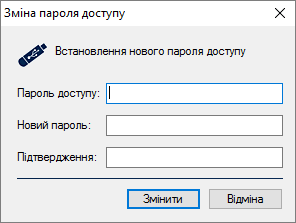 Зміна пароля доступу
Встановлення нового пароля доступу
Пароль доступу:
Новий пароль:
Підтвердження:
Змінити
Відміна